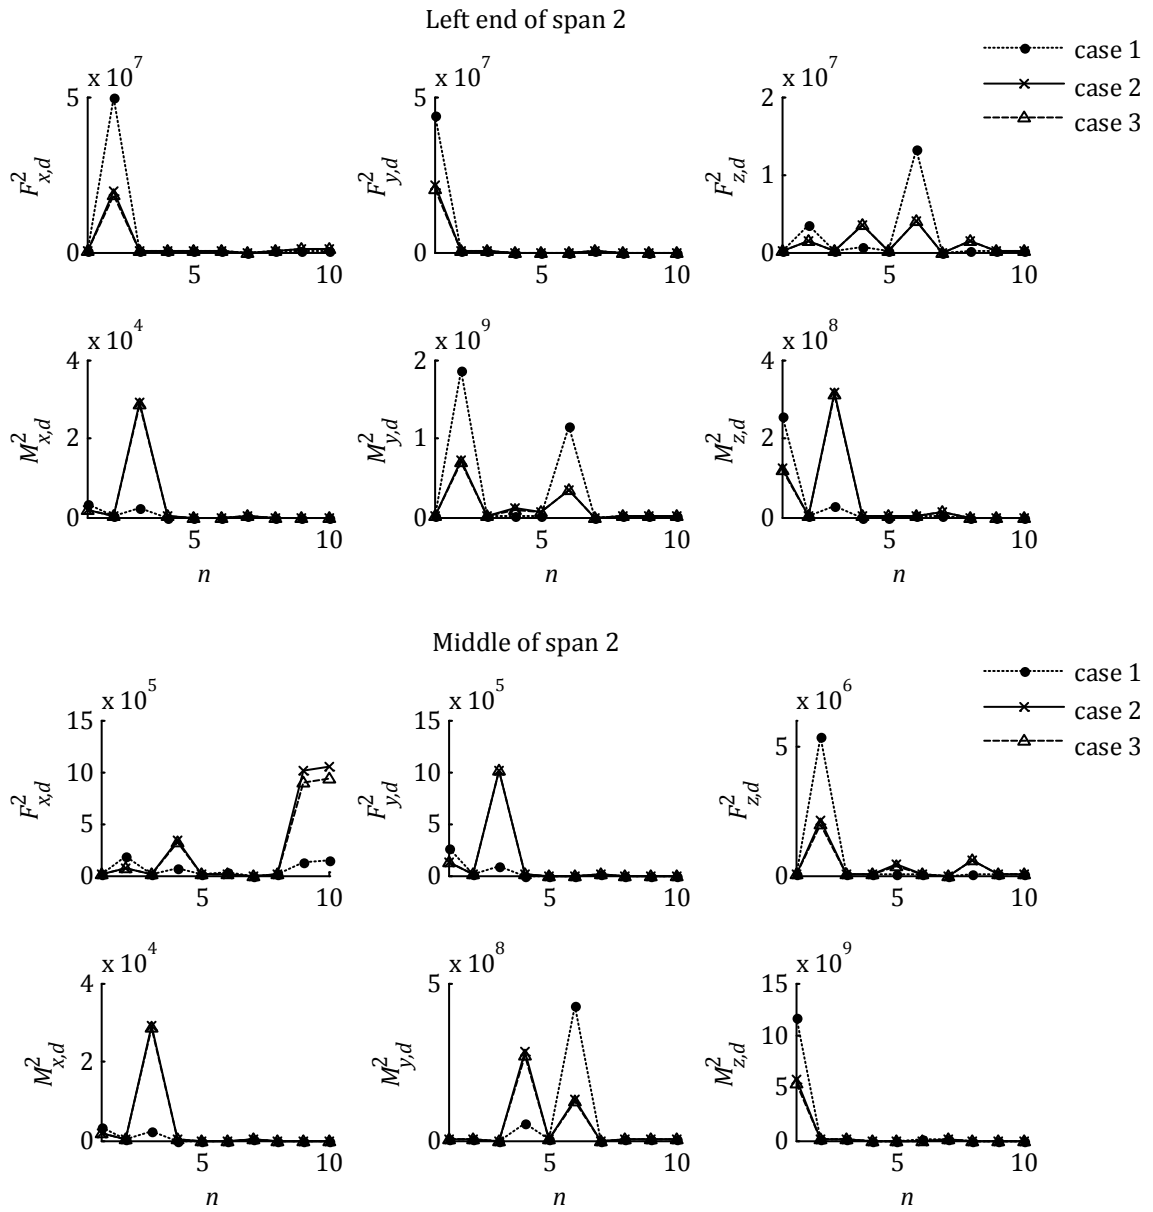 Left end of span 2
case 1
case 2
case 3
x 10^7 x 10^7 x 10^7
5 5 2
F^2_{x,d} F^2_{y,d} F^2_{z,d}
1
0 0 0
5 10 5 10 5 10
x 10^4 x 10^9 x 10^8
4 2 4
M^2_{x,d} M^2_{y,d} M^2_{z,d}
2 1 2
0 0 0
5 10 5 10 5 10
n n n
Middle of span 2
case 1
case 2
case 3
x 10^5 x 10^5 x 10^6
15 15
10 10 5
F^2_{x,d} F^2_{y,d} F^2_{z,d}
5 5
0 0 0
5 10 5 10 5 10
x 10^4 x 10^8 x 10^9
4 5 15
10
M^2_{x,d} M^2_{y,d} M^2_{z,d}
2 5
0 0 0
5 10 5 10 5 10
n n n